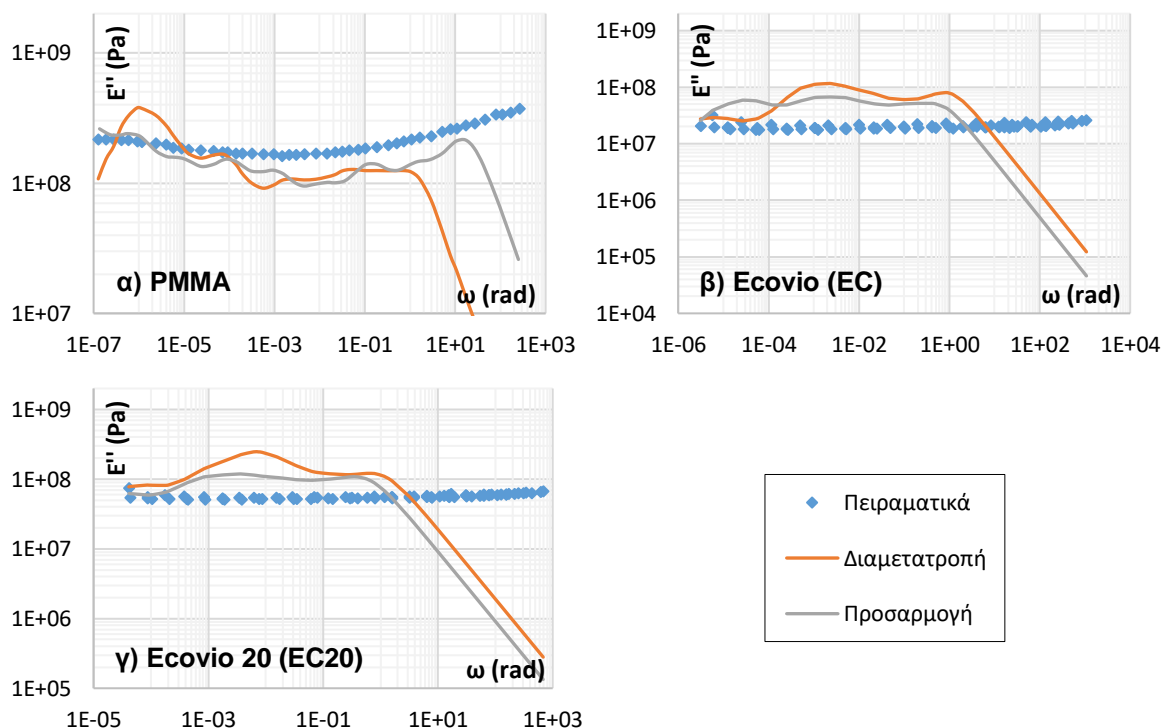 1E+09
1E+08
1E+07
E'' (Pa)
α) PMMA
ω (rad)
1E-07
1E-05
1E-03
1E-01
1E+01
1E+03
1E+09
1E+08
1E+07
1E+06
1E+05
1E+04
E'' (Pa)
β) Ecovio (EC)
ω (rad)
1E-06
1E-04
1E-02
1E+00
1E+02
1E+04
1E+09
1E+08
1E+07
1E+06
1E+05
E'' (Pa)
γ) Ecovio 20 (EC20)
ω (rad)
1E-05
1E-03
1E-01
1E+01
1E+03
Πειραματικά
Διαμετατροπή
Προσαρμογή